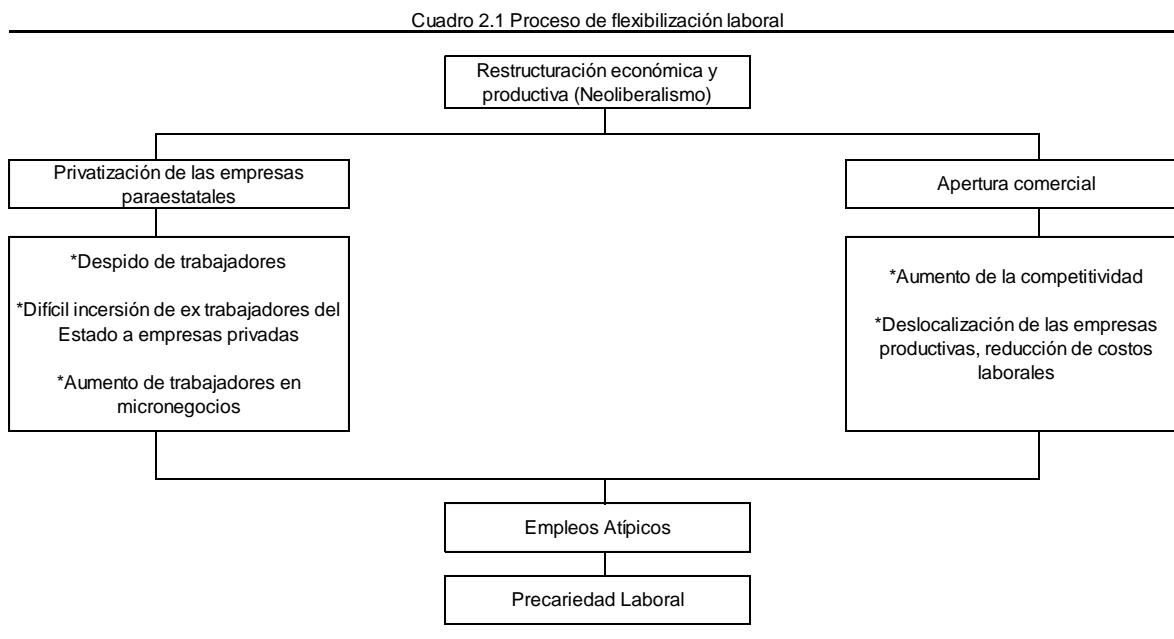 Cuadro 2.1 Proceso de flexibilización laboral
Restructuración económica y
productiva (Neoliberalismo)
Privatización de las empresas
paraestatales
Apertura comercial
*Despido de trabajadores
*Difícil incersión de ex trabajadores del
Estado a empresas privadas
*Aumento de trabajadores en
micronegocios
*Aumento de la competitividad
*Deslocalización de las empresas
productivas, reducción de costos
laborales
Empleos Atípicos
Precariedad Laboral